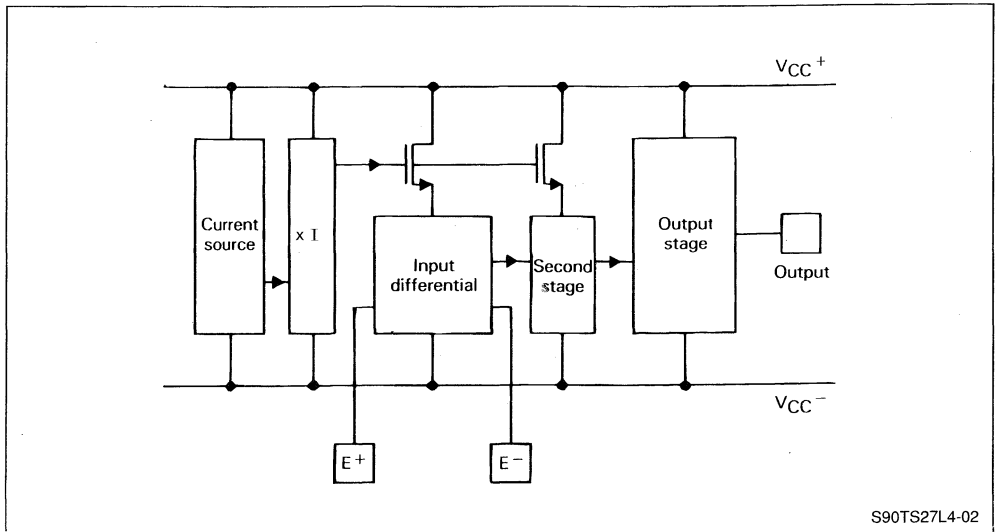 VCC+
Current
source
x I
Input
differential
Second
stage
Output
stage
Output
VCC−
E+
E−
S90TS27L4-02